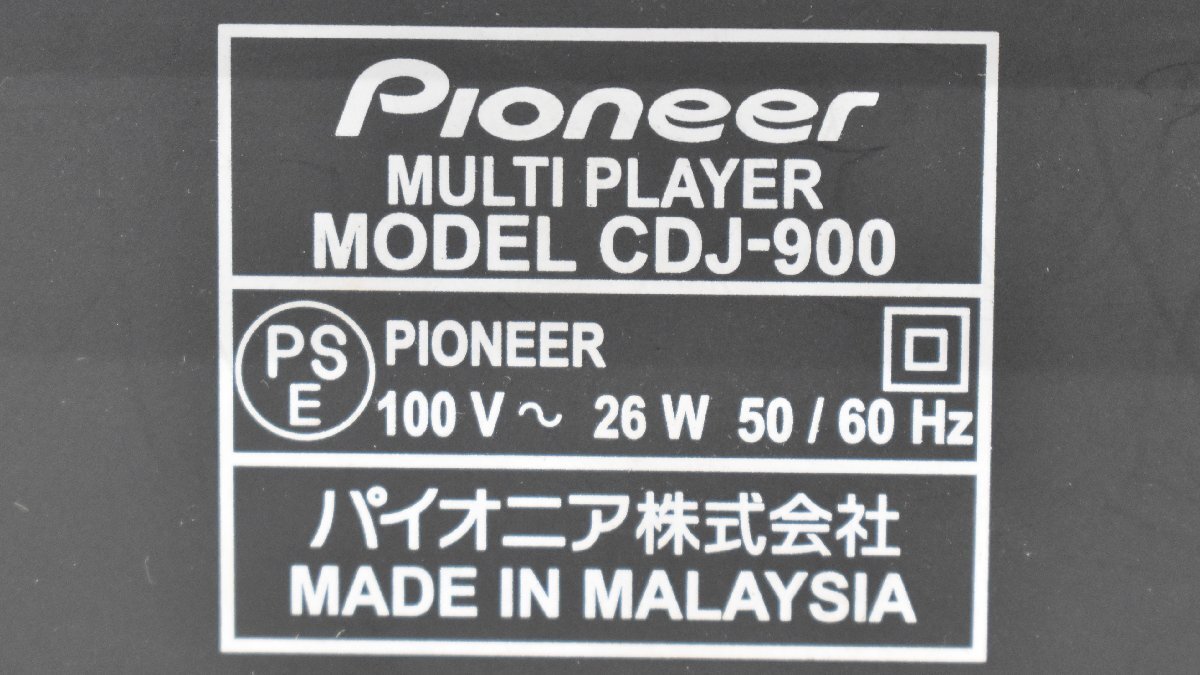 Pioneer
MULTI PLAYER
MODEL CDJ-900
PS
E
PIONEER
100 V ~ 26 W 50 / 60 Hz
パイオニア株式会社
MADE IN MALAYSIA